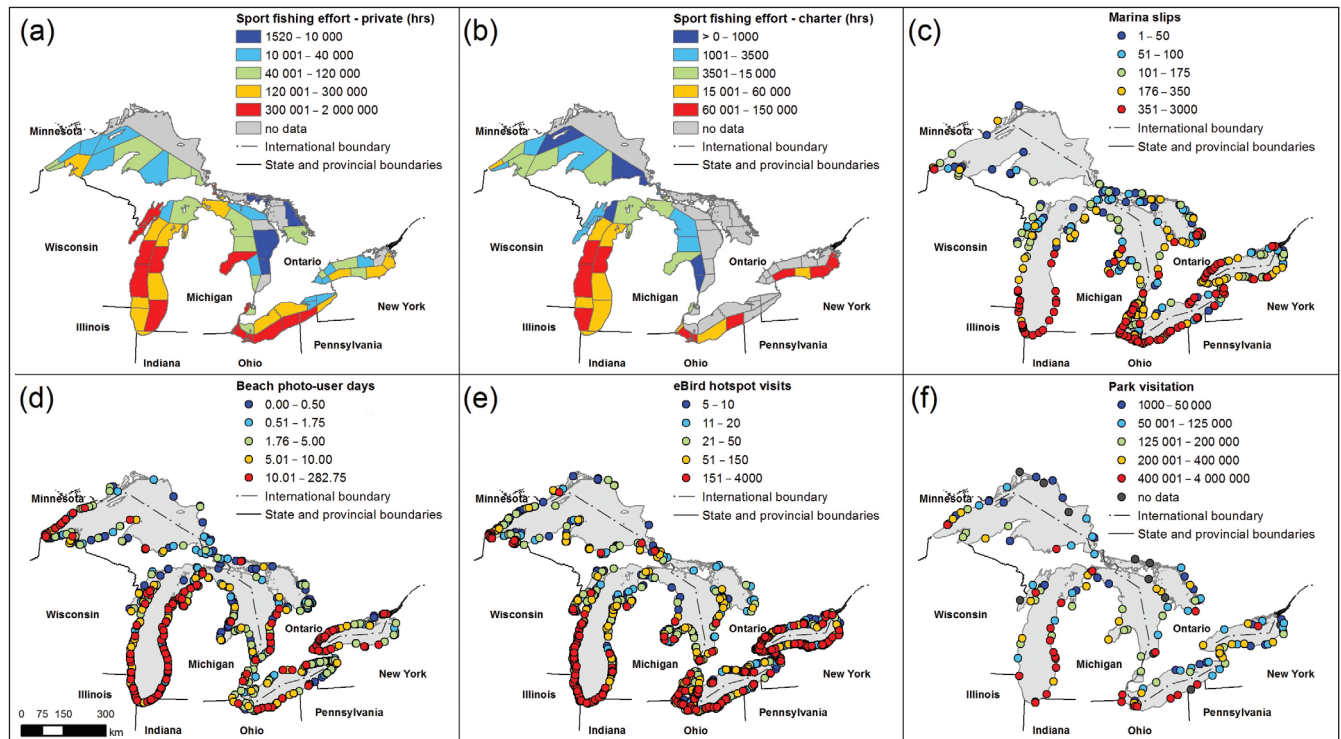 (a)
Sport fishing effort - private (hrs)
1520 – 10 000
10 001 – 40 000
40 001 – 120 000
120 001 – 300 000
300 001 – 2 000 000
no data
International boundary
State and provincial boundaries
Minnesota
Wisconsin
Ontario
Michigan
New York
Illinois
Pennsylvania
Indiana
Ohio
(b)
Sport fishing effort - charter (hrs)
> 0 – 1000
1001 – 3500
3501 – 15 000
15 001 – 60 000
60 001 – 150 000
no data
International boundary
State and provincial boundaries
Minnesota
Wisconsin
Ontario
Michigan
New York
Illinois
Pennsylvania
Indiana
Ohio
(c)
Marina slips
1 – 50
51 – 100
101 – 175
176 – 350
351 – 3000
International boundary
State and provincial boundaries
Minnesota
Wisconsin
Ontario
Michigan
New York
Illinois
Pennsylvania
Indiana
Ohio
(d)
Beach photo-user days
0.00 – 0.50
0.51 – 1.75
1.76 – 5.00
5.01 – 10.00
10.01 – 282.75
International boundary
State and provincial boundaries
Minnesota
Wisconsin
Ontario
Michigan
New York
Illinois
Pennsylvania
Indiana
Ohio
0 75 150 300
km
(e)
eBird hotspot visits
5 – 10
11 – 20
21 – 50
51 – 150
151 – 4000
International boundary
State and provincial boundaries
Minnesota
Wisconsin
Ontario
Michigan
New York
Illinois
Pennsylvania
Indiana
Ohio
(f)
Park visitation
1000 – 50 000
50 001 – 125 000
125 001 – 200 000
200 001 – 400 000
400 001 – 4 000 000
no data
International boundary
State and provincial boundaries
Minnesota
Wisconsin
Ontario
Michigan
New York
Illinois
Pennsylvania
Indiana
Ohio